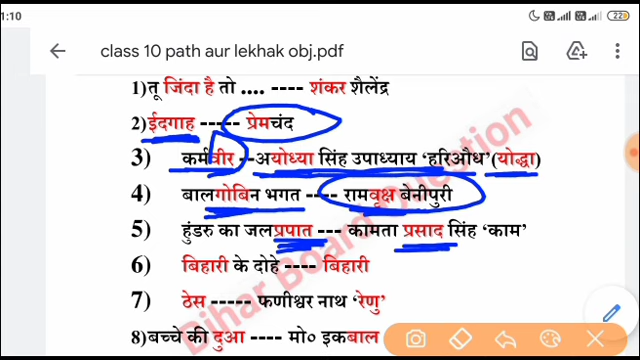 1:10
22
class 10 path aur lekhak obj.pdf
1) तू जिंदा है तो .... ---- शंकर शैलेंद्र
2) ईदगाह ----- प्रेमचंद
3) कर्मवीर --अयोध्या सिंह उपाध्याय ‘हरिऔध’(योद्धा)
4) बालगोबिन भगत ---- रामवृक्ष बेनीपुरी
5) हुंडरु का जलप्रपात --- कामता प्रसाद सिंह ‘काम’
6) बिहारी के दोहे ---- बिहारी
7) ठेस ----- फणीश्वर नाथ ‘रेणु’
8) बच्चे की दुआ ---- मो० इकबाल
Bihar Board Question